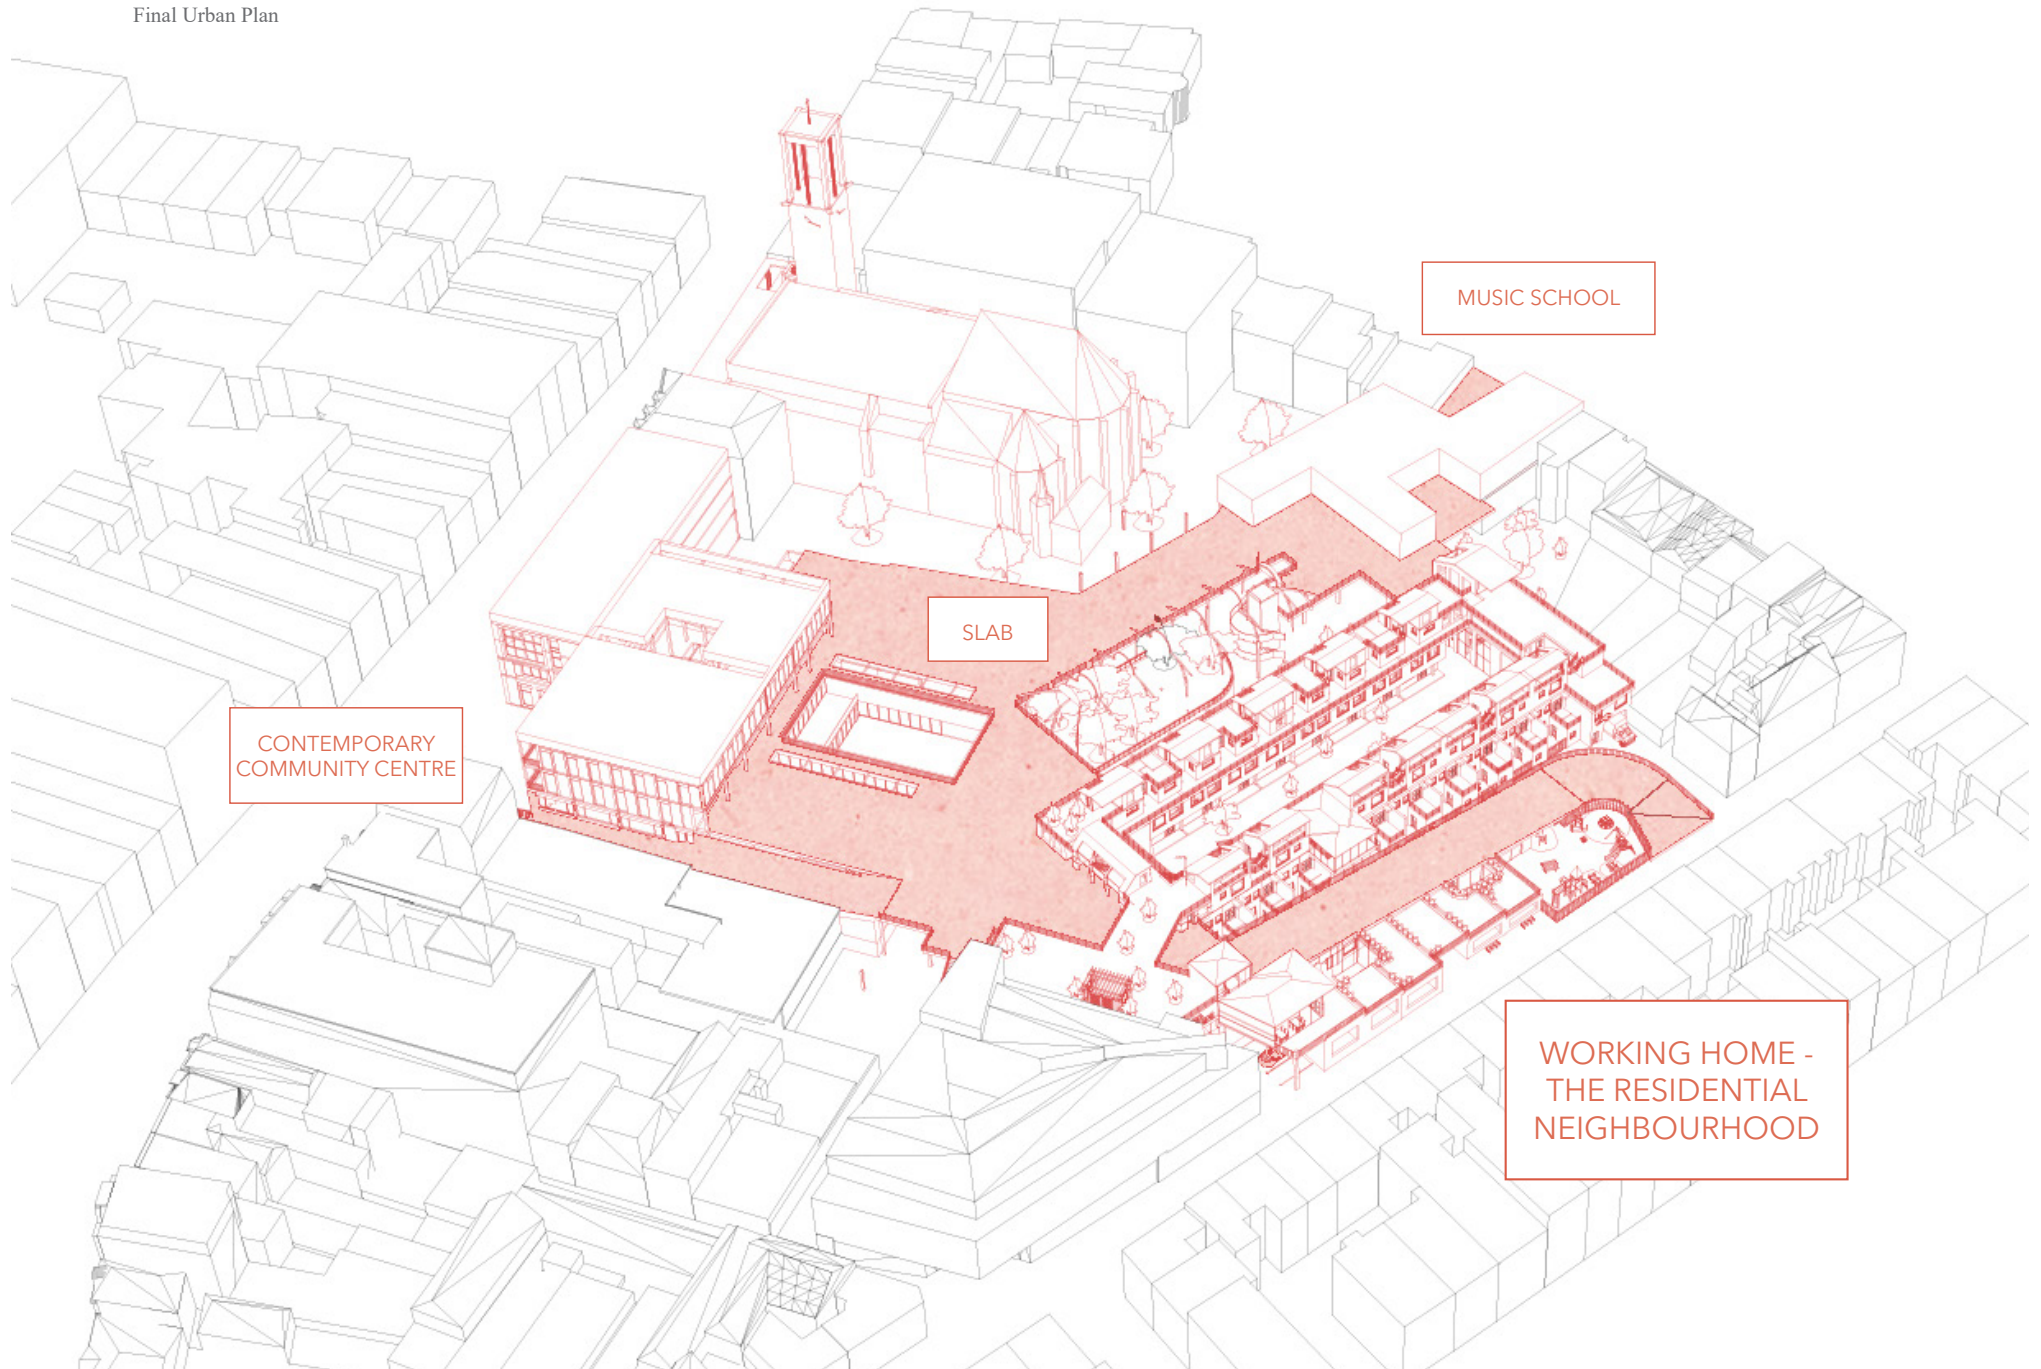 Final Urban Plan
MUSIC SCHOOL
SLAB
CONTEMPORARY
COMMUNITY CENTRE
WORKING HOME -
THE RESIDENTIAL
NEIGHBOURHOOD